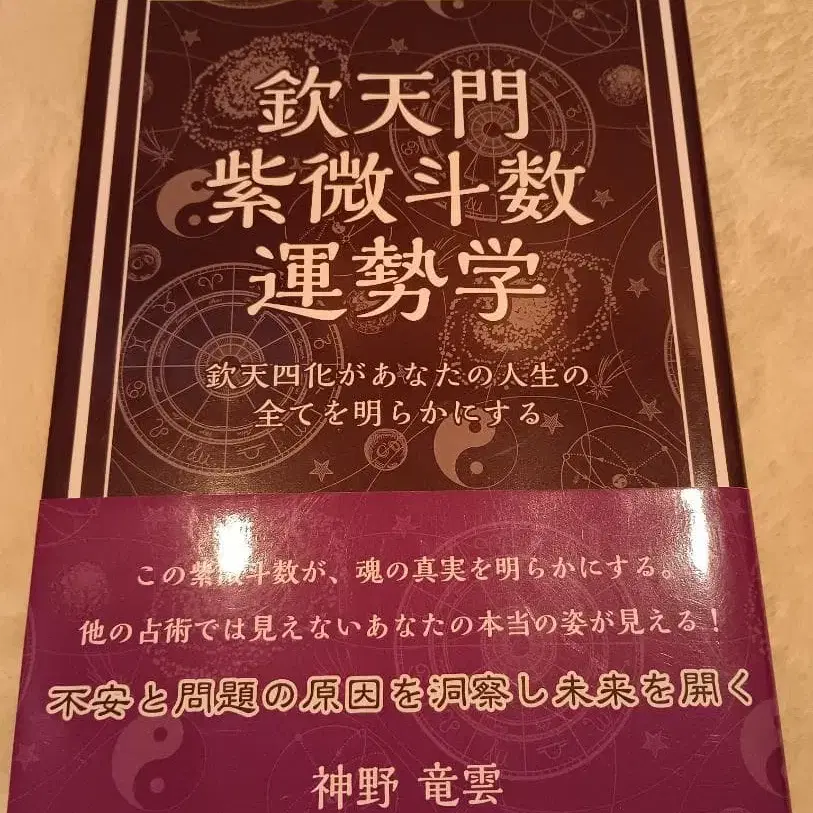 欽天門
紫微斗数
運勢学
欽天四化があなたの人生の
全てを明らかにする
この紫微斗数が、魂の真実を明らかにする。
他の占術では見えないあなたの本当の姿が見える！
不安と問題の原因を洞察し未来を開く
神野 竜雲